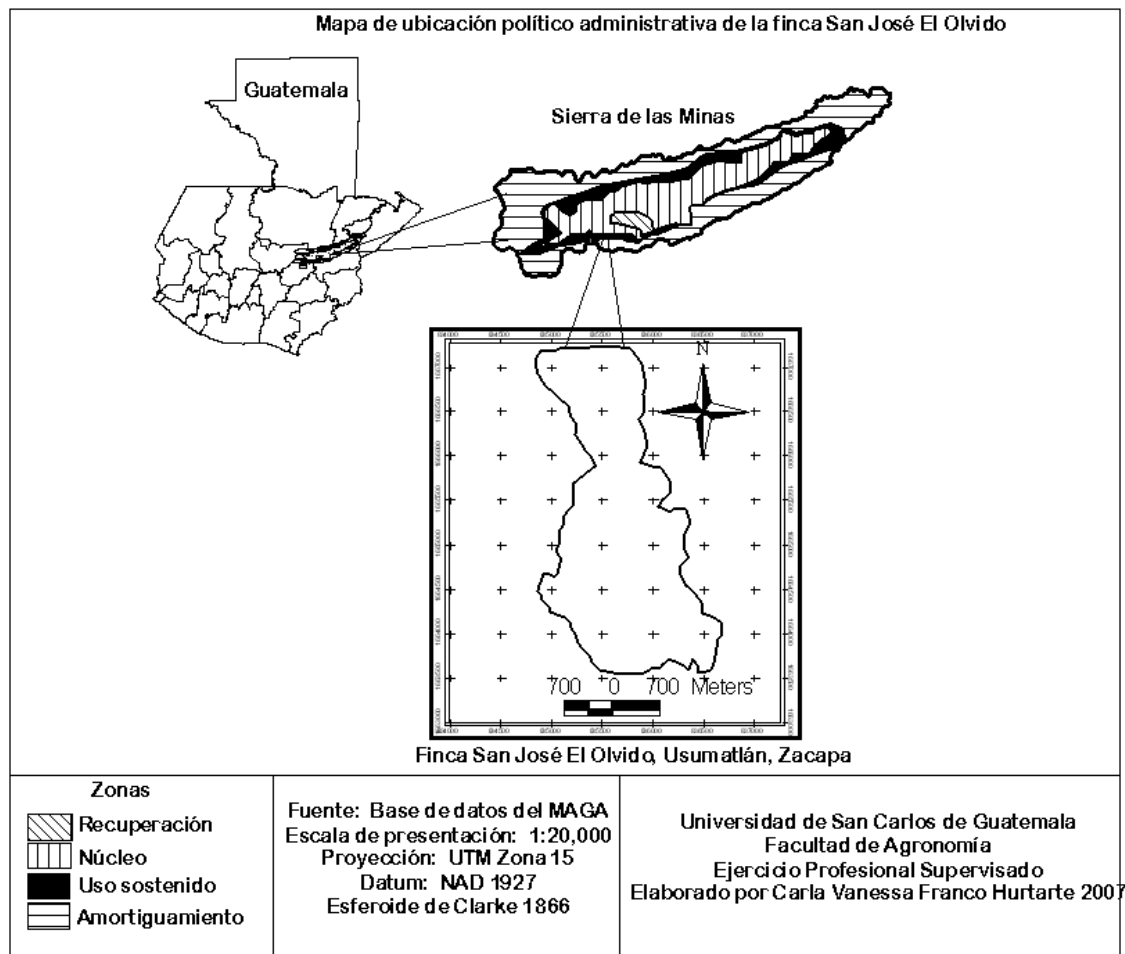 Mapa de ubicación político administrativa de la finca San José El Olvido
Guatemala
Sierra de las Minas
N
700 0 700 Meters
Finca San José El Olvido, Usumatlán, Zacapa
Zonas
Recuperación
Núcleo
Uso sostenido
Amortiguamiento
Fuente: Base de datos del MAGA
Escala de presentación: 1:20,000
Proyección: UTM Zona 15
Datum: NAD 1927
Esferoide de Clarke 1866
Universidad de San Carlos de Guatemala
Facultad de Agronomía
Ejercicio Profesional Supervisado
Elaborado por Carla Vanessa Franco Hurtarte 2007